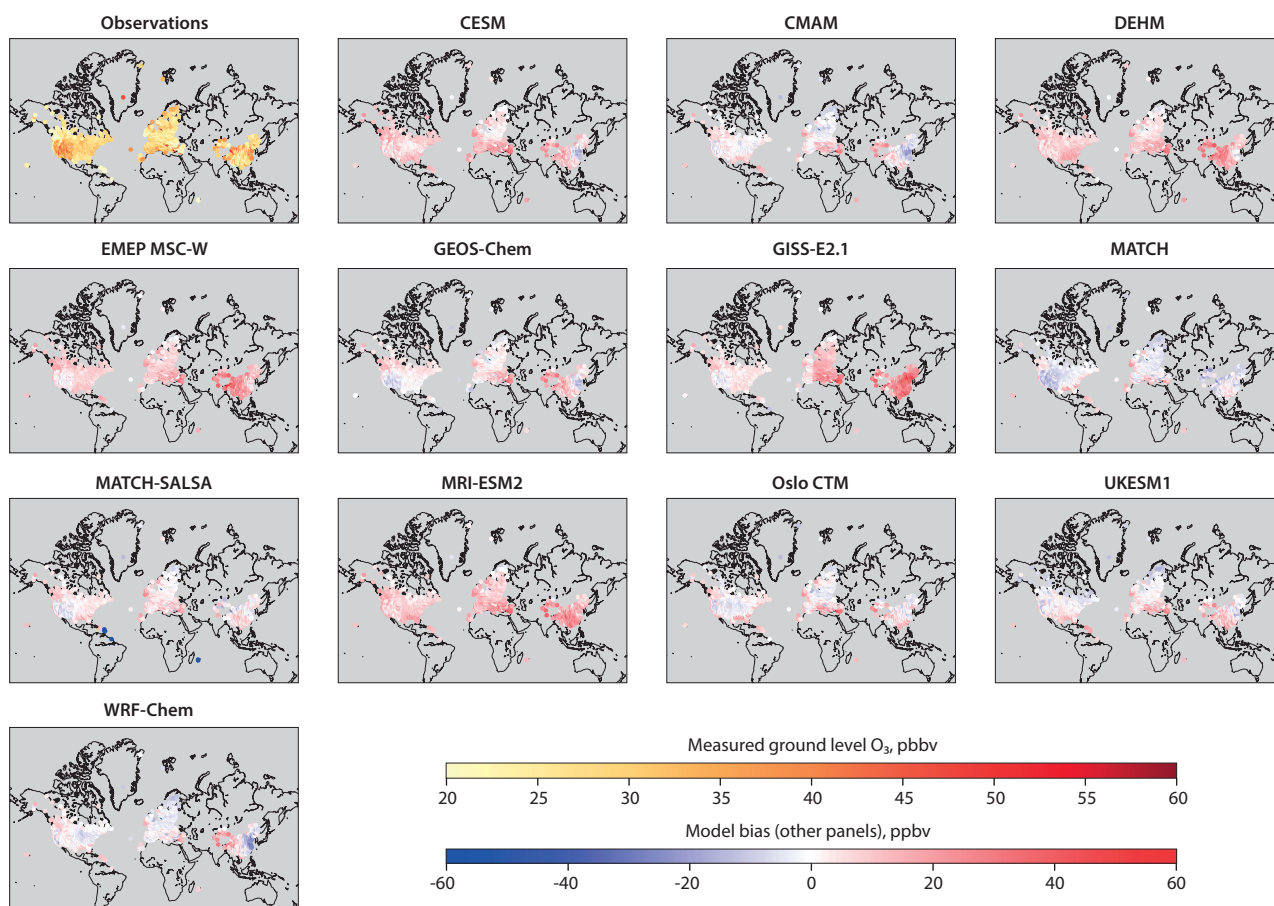 Observations
CESM
CMAM
DEHM
EMEP MSC-W
GEOS-Chem
GISS-E2.1
MATCH
MATCH-SALSA
MRI-ESM2
Oslo CTM
UKESM1
WRF-Chem
Measured ground level O₃, pbbv
20 25 30 35 40 45 50 55 60
Model bias (other panels), ppbv
-60 -40 -20 0 20 40 60